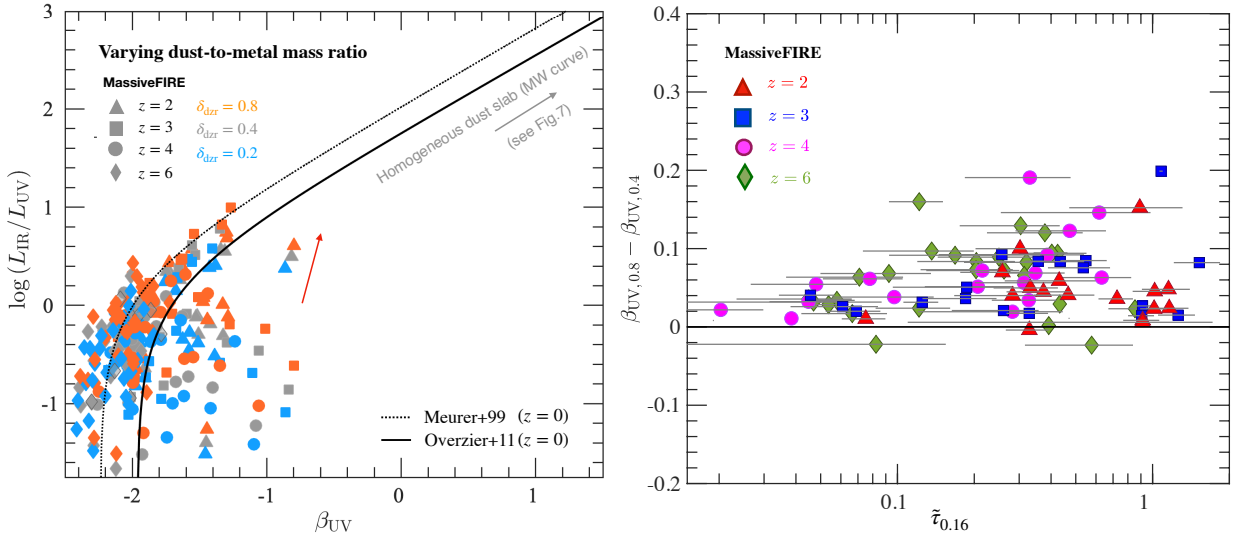 Varying dust-to-metal mass ratio
MassiveFIRE
z = 2 δdzr = 0.8
z = 3 δdzr = 0.4
z = 4 δdzr = 0.2
z = 6
Homogeneous dust slab (MW curve)
(see Fig.7)
Meurer+99 (z = 0)
Overzier+11 (z = 0)
3
2
1
0
-1
-2 -1 0 1
log (LIR/LUV)
βUV
MassiveFIRE
z = 2
z = 3
z = 4
z = 6
0.4
0.3
0.2
0.1
0
-0.1
-0.2
0.1 1
βUV,0.8 − βUV,0.4
τ̃0.16